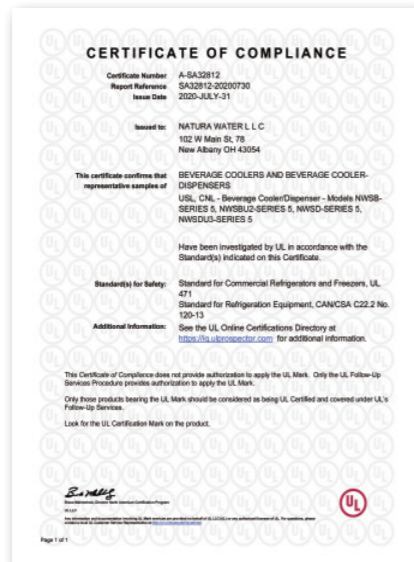 CERTIFICATE OF COMPLIANCE
Certificate Number A-SA32812
Report Reference SA32812-20200730
Issue Date 2020-JULY-31
Issued to: NATURA WATER L L C
102 W Main St, 78
New Albany OH 43054
This certificate confirms that BEVERAGE COOLERS AND BEVERAGE COOLER-
representative samples of DISPENSERS
USL, CNL - Beverage Cooler/Dispenser - Models NWSB-
SERIES 5, NWSBU2-SERIES 5, NWSD-SERIES 5,
NWSDU3-SERIES 5
Have been investigated by UL in accordance with the
Standard(s) indicated on this Certificate.
Standard(s) for Safety: Standard for Commercial Refrigerators and Freezers, UL
471
Standard for Refrigeration Equipment, CAN/CSA C22.2 No.
120-13
Additional Information: See the UL Online Certifications Directory at
https://iq.ulprospector.com for additional information.
This Certificate of Compliance does not provide authorization to apply the UL Mark. Only the UL Follow-Up
Services Procedure provides authorization to apply the UL Mark.
Only those products bearing the UL Mark should be considered as being UL Certified and covered under UL's
Follow-Up Services.
Look for the UL Certification Mark on the product.
UL
Page 1 of 1